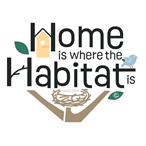 Home
is where the
Habitat is